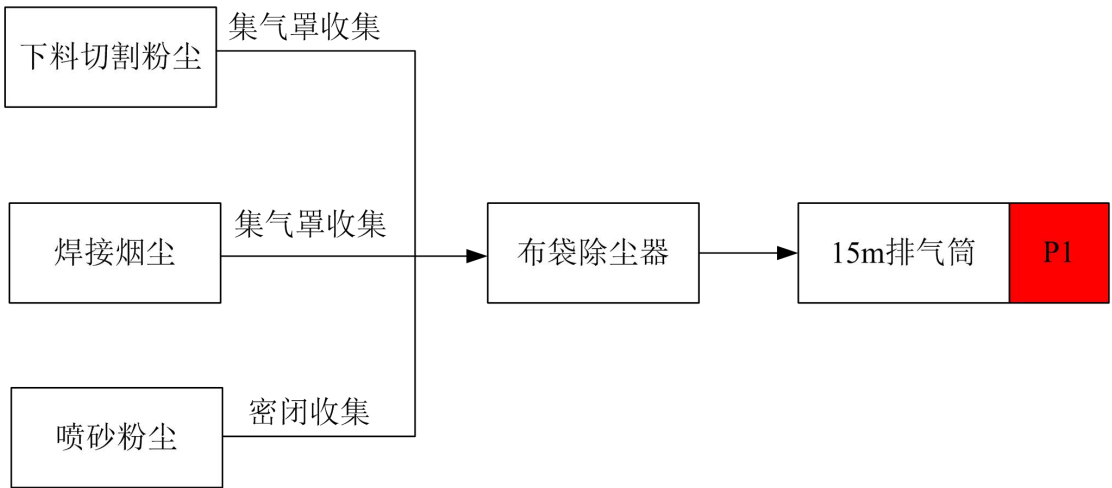 集气罩收集
下料切割粉尘
集气罩收集
焊接烟尘
布袋除尘器
15m排气筒
P1
密闭收集
喷砂粉尘